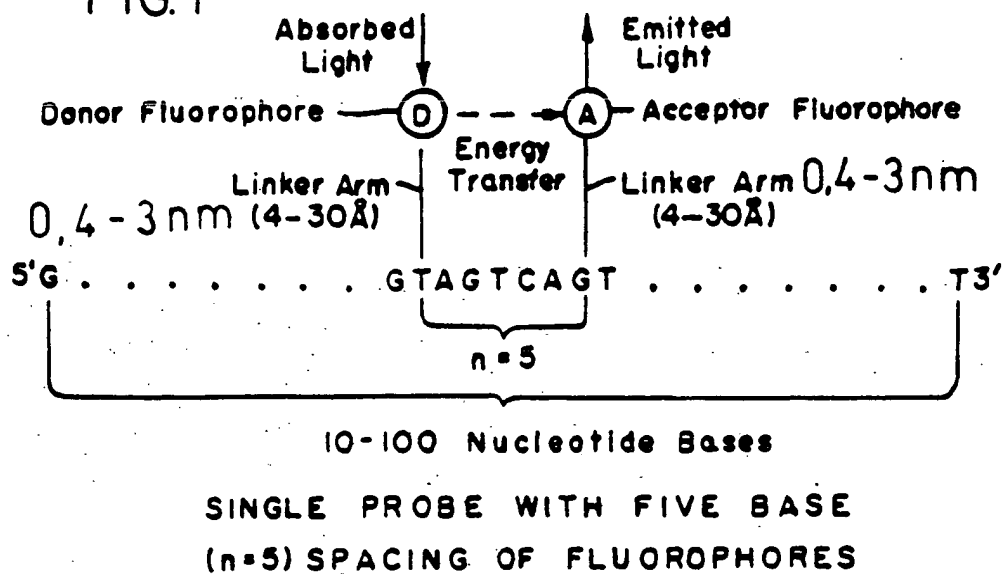 FIG. 1
Absorbed Light
Emitted Light
Donor Fluorophore
D
A
Acceptor Fluorophore
Energy Transfer
Linker Arm (4-30Å)
0,4-3nm
Linker Arm (4-30Å)
0,4-3nm
5'G . . . . . . . GTAGTCAGT . . . . . . . T3'
n=5
10-100 Nucleotide Bases
SINGLE PROBE WITH FIVE BASE
(n=5) SPACING OF FLUOROPHORES